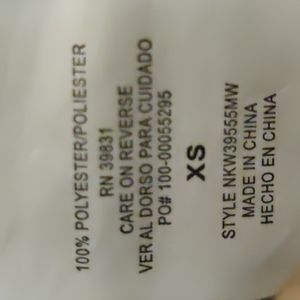 100% POLYESTER/POLIESTER
RN 39831
CARE ON REVERSE
VER AL DORSO PARA CUIDADO
PO# 100-00055295
XS
STYLE NKW39555MW
MADE IN CHINA
HECHO EN CHINA